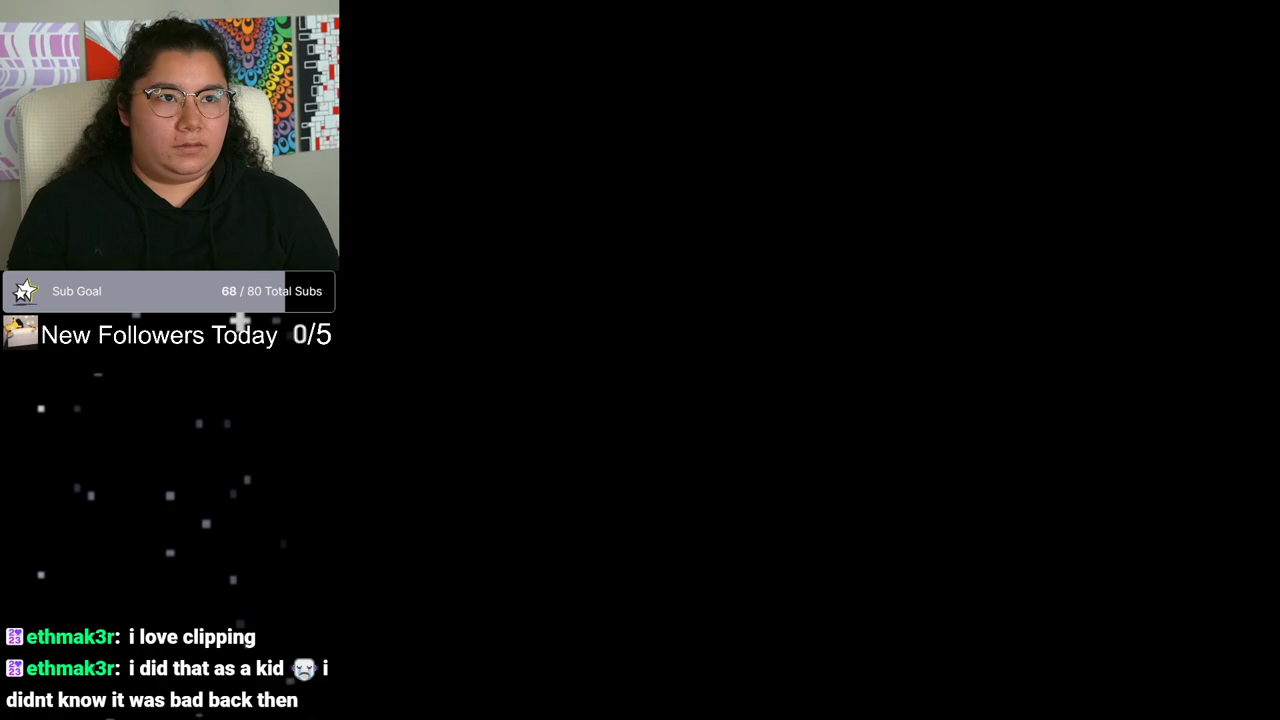 Sub Goal 68 / 80 Total Subs
New Followers Today 0/5
ethmak3r: i love clipping
ethmak3r: i did that as a kid i
didnt know it was bad back then